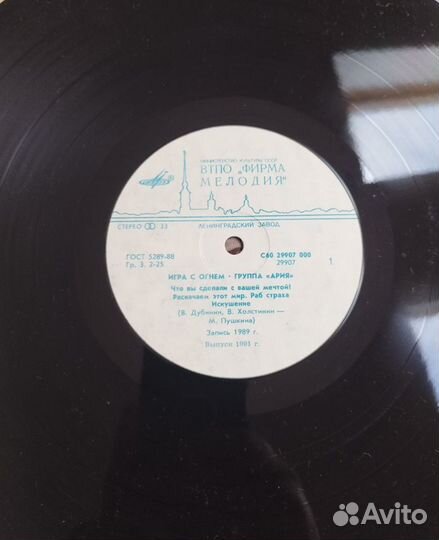 МИНИСТЕРСТВО КУЛЬТУРЫ СССР
ВТПО „ФИРМА
МЕЛОДИЯ"
СТЕРЕО 33
ЛЕНИНГРАДСКИЙ ЗАВОД
ГОСТ 5289-88
Гр. 3. 2-25
С60 29907 000
29907 1
ИГРА С ОГНЕМ · ГРУППА «АРИЯ»
Что вы сделали с вашей мечтой!
Раскачаем этот мир. Раб страха
Искушение
(В. Дубинин, В. Холстинин —
М. Пушкина)
Запись 1989 г.
Выпуск 1991 г.
Avito